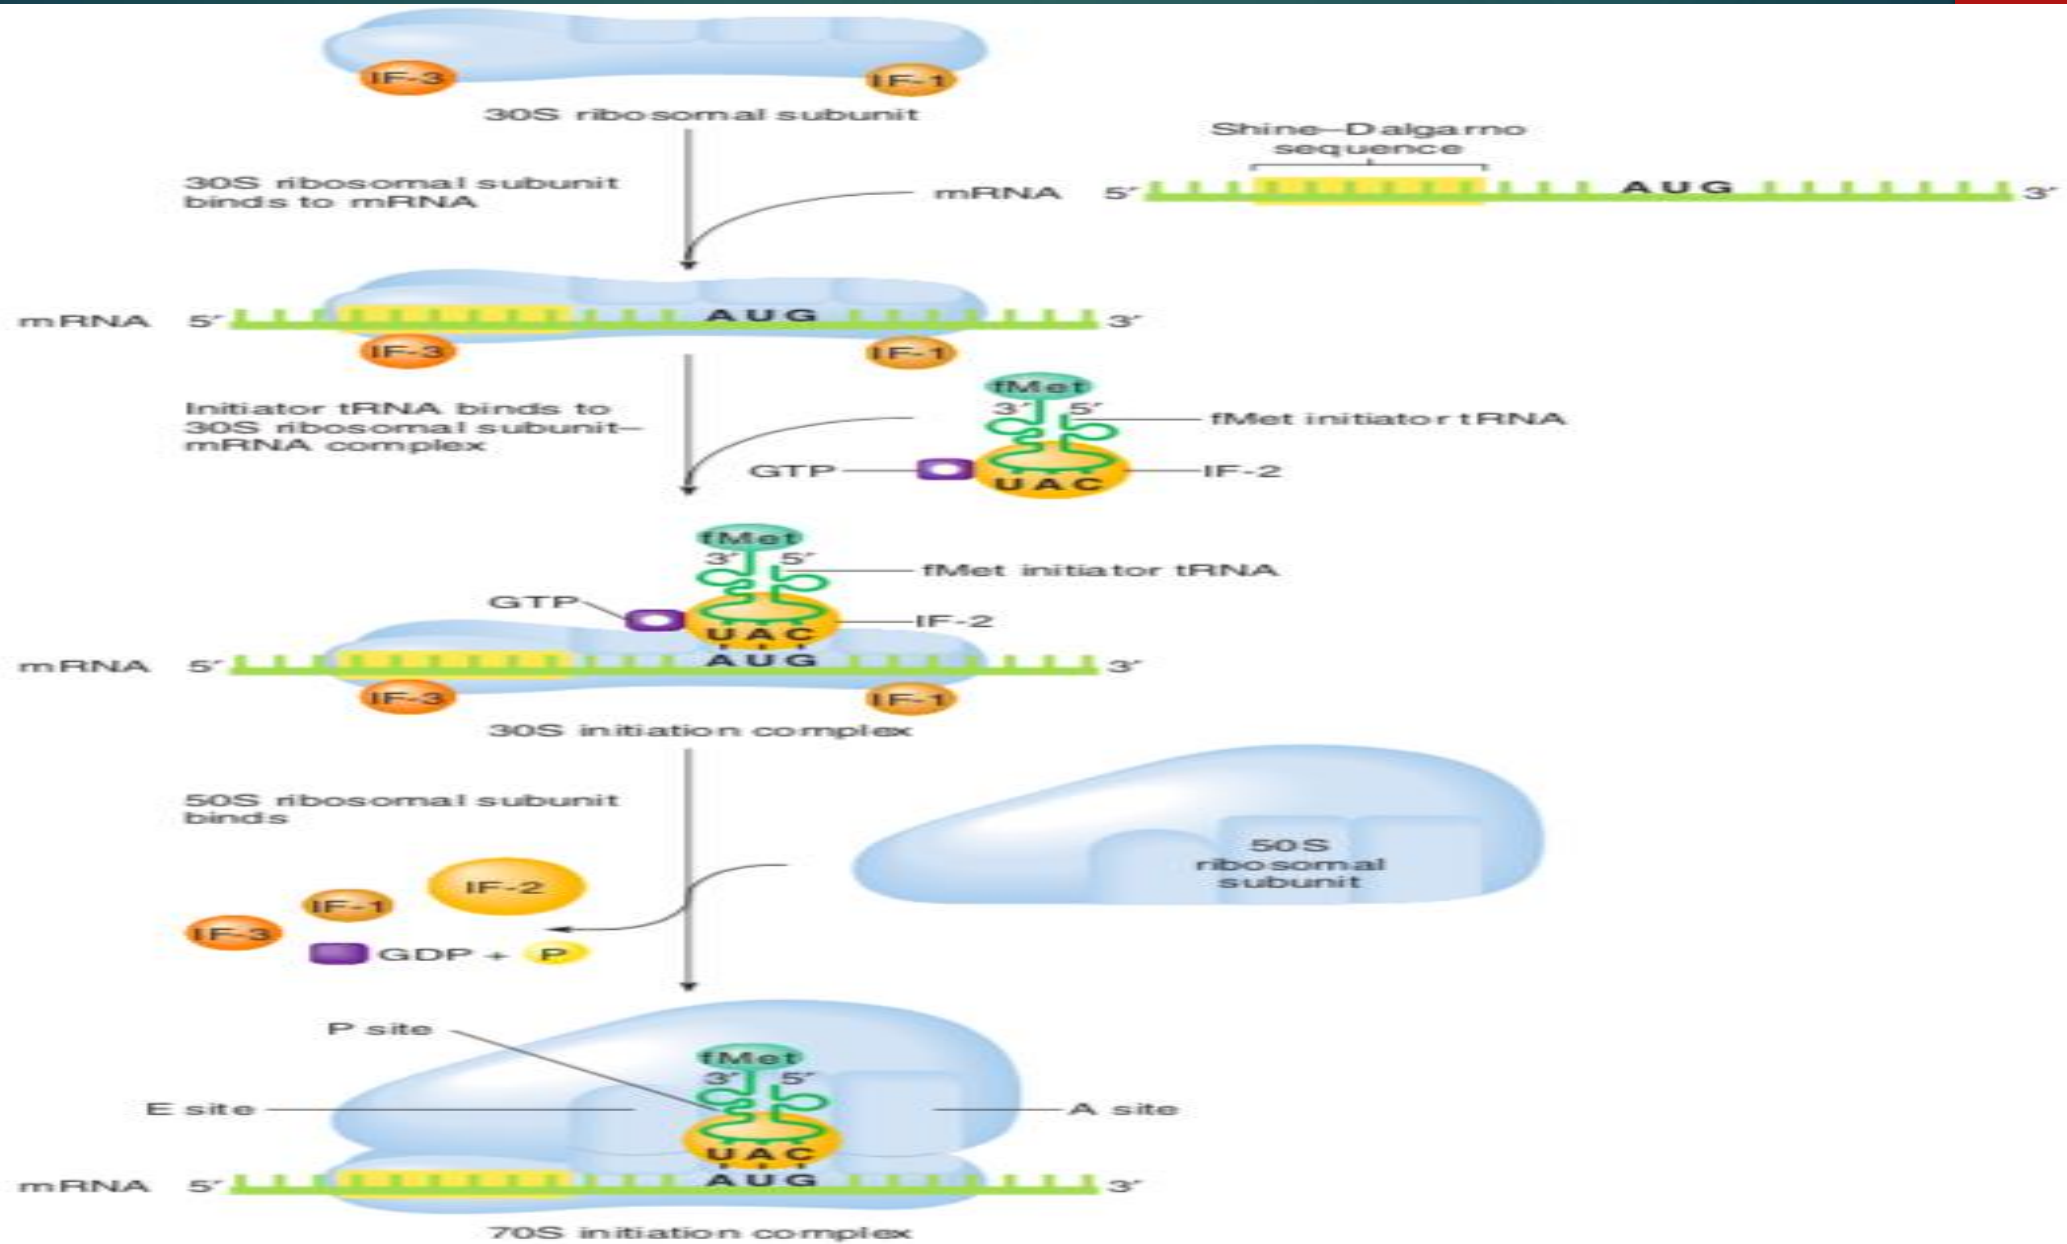 IF-3
IF-1
30S ribosomal subunit
Shine–Dalgarno
sequence
30S ribosomal subunit
binds to mRNA
mRNA 5′ AUG 3′
mRNA 5′ AUG 3′
IF-3
IF-1
fMet
3′ 5′
Initiator tRNA binds to
30S ribosomal subunit–
mRNA complex
fMet initiator tRNA
GTP
IF-2
UAC
fMet
3′ 5′
fMet initiator tRNA
GTP
IF-2
UAC
mRNA 5′ AUG 3′
IF-3
IF-1
30S initiation complex
50S ribosomal subunit
binds
50S
ribosomal
subunit
IF-2
IF-1
IF-3
GDP + P
P site
fMet
3′ 5′
E site
A site
UAC
mRNA 5′ AUG 3′
70S initiation complex